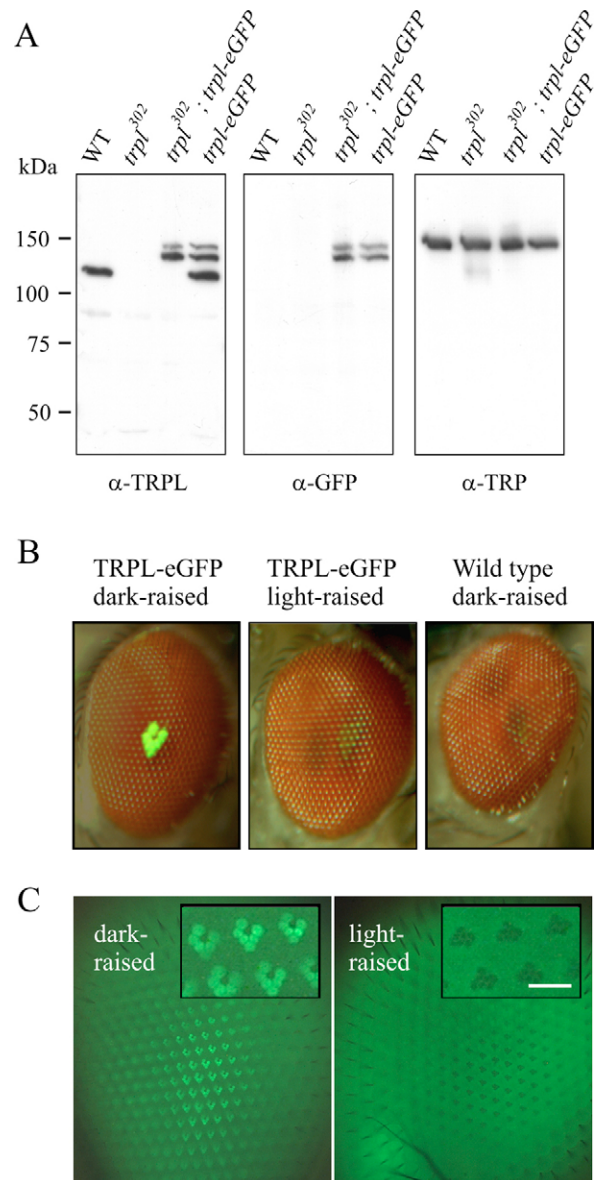 A
WT
trpl³⁰²
trpl³⁰² ; trpl-eGFP
trpl-eGFP
WT
trpl³⁰²
trpl³⁰² ; trpl-eGFP
trpl-eGFP
WT
trpl³⁰²
trpl³⁰² ; trpl-eGFP
trpl-eGFP
kDa
150
100
75
50
α-TRPL
α-GFP
α-TRP
B
TRPL-eGFP
dark-raised
TRPL-eGFP
light-raised
Wild type
dark-raised
C
dark-
raised
light-
raised